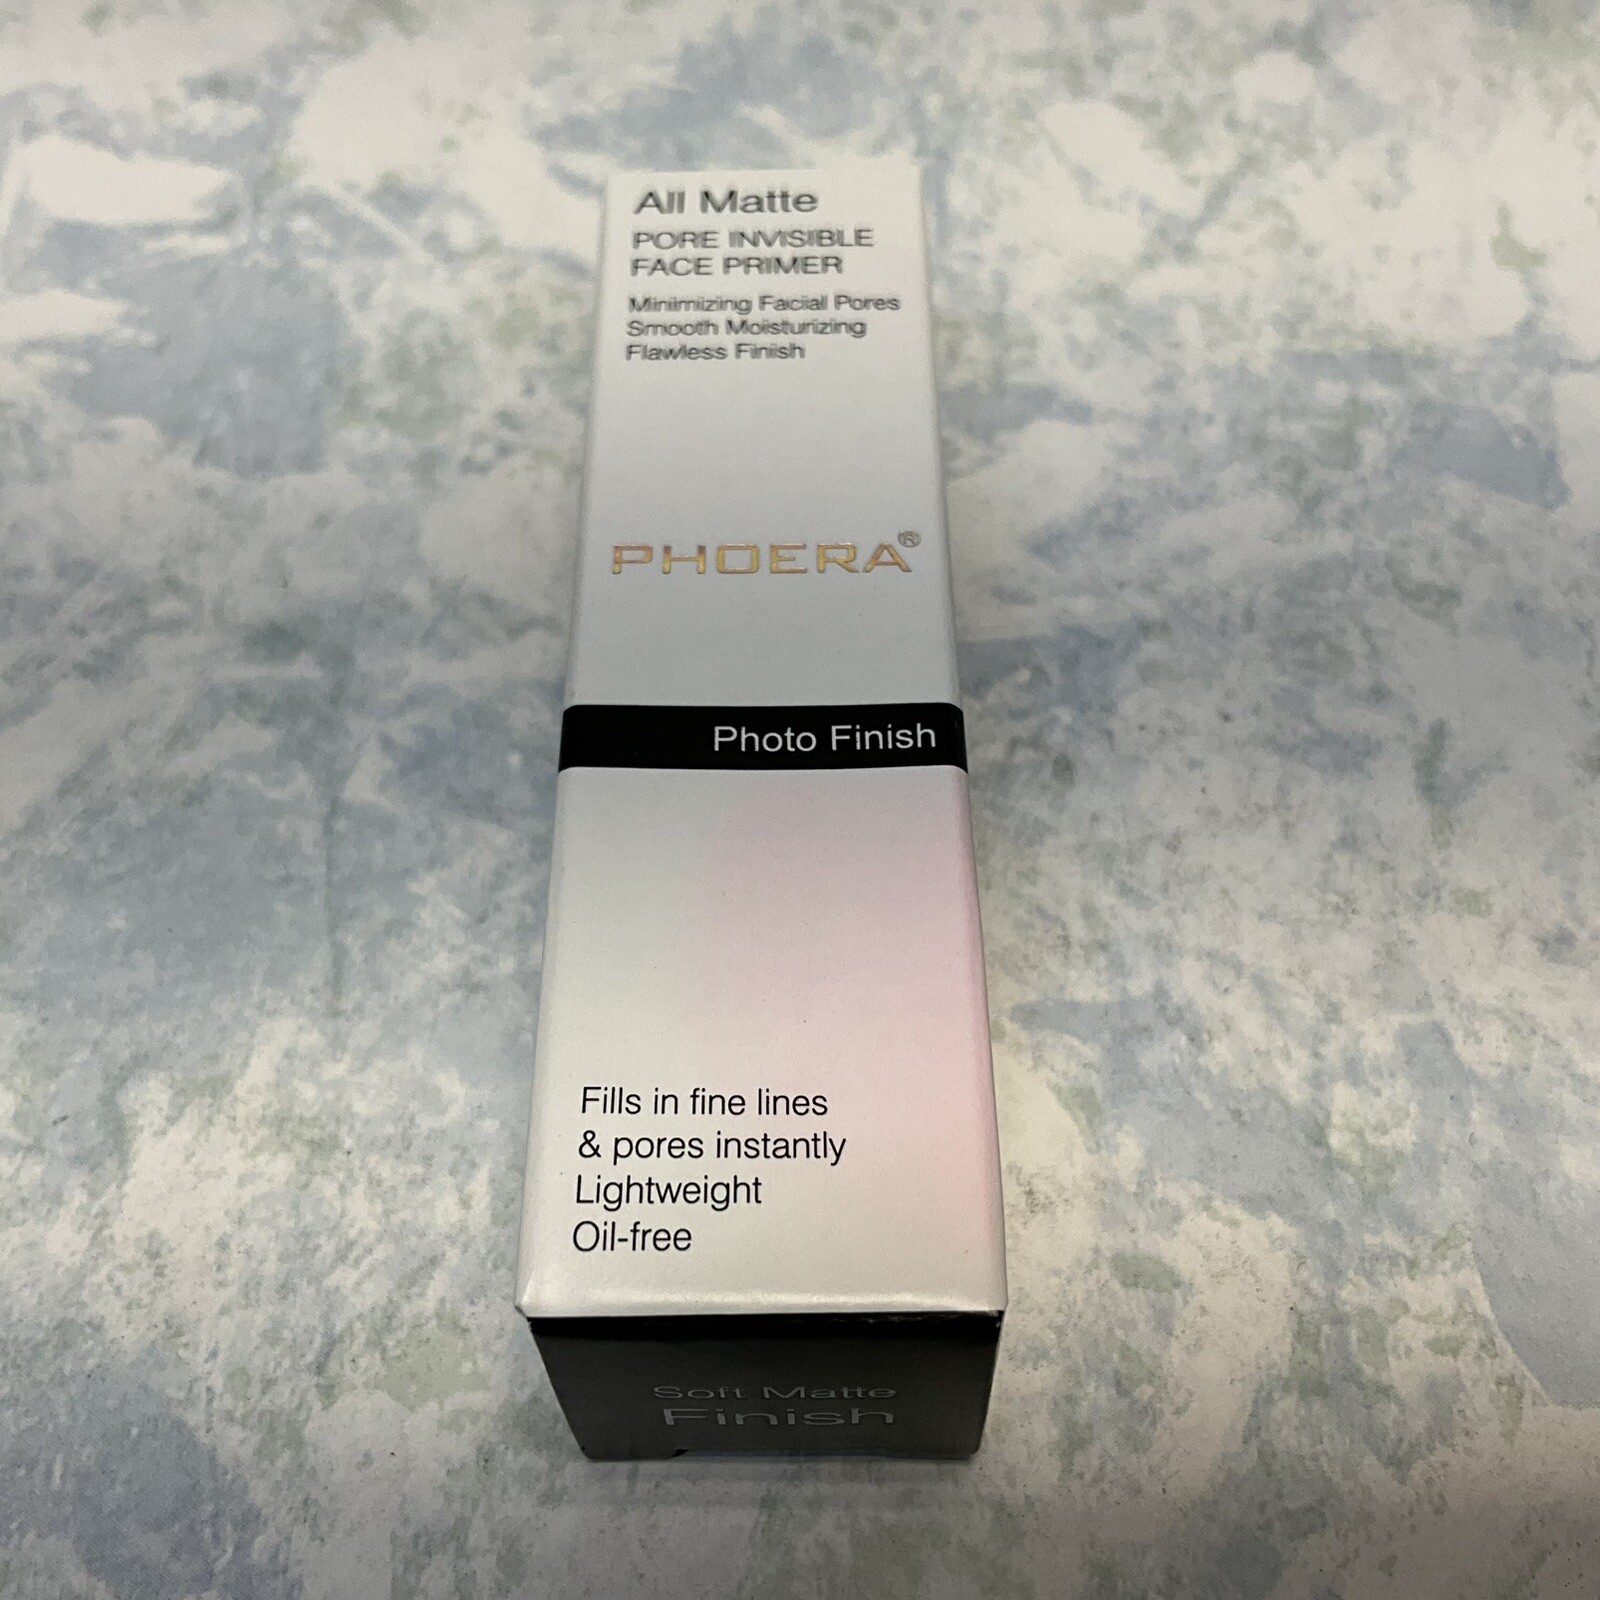 All Matte
PORE INVISIBLE
FACE PRIMER
Minimizing Facial Pores
Smooth Moisturizing
Flawless Finish
PHOERA®
Photo Finish
Fills in fine lines
& pores instantly
Lightweight
Oil-free
Soft Matte
Finish